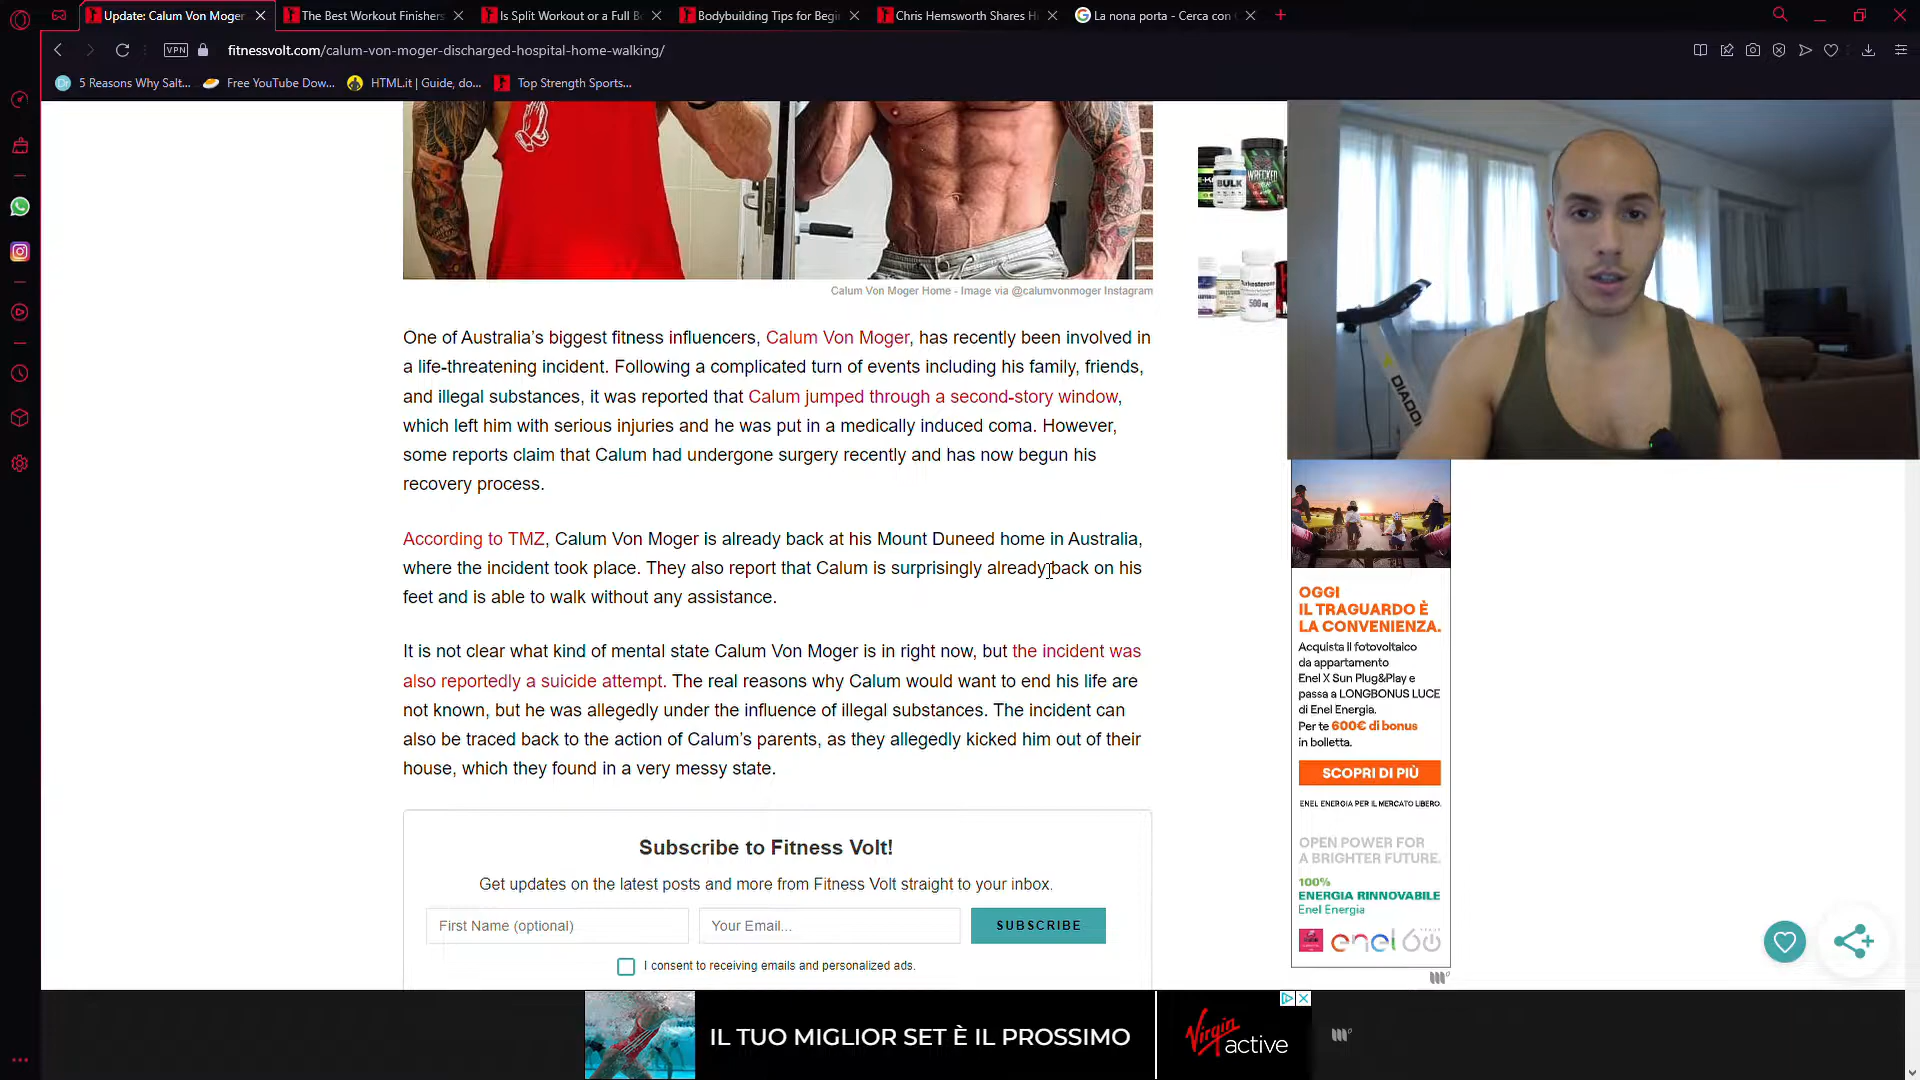 Update: Calum Von Moger
The Best Workout Finishers
Is Split Workout or a Full B
Bodybuilding Tips for Begi
Chris Hemsworth Shares H
La nona porta - Cerca con
VPN
fitnessvolt.com/calum-von-moger-discharged-hospital-home-walking/
5 Reasons Why Salt...
Free YouTube Dow...
HTML.it | Guide, do...
Top Strength Sports...
BULK
WRECKED
Turkesterone
500 mg
DIADO
Calum Von Moger Home - Image via @calumvonmoger Instagram
One of Australia's biggest fitness influencers, Calum Von Moger, has recently been involved in
a life-threatening incident. Following a complicated turn of events including his family, friends,
and illegal substances, it was reported that Calum jumped through a second-story window,
which left him with serious injuries and he was put in a medically induced coma. However,
some reports claim that Calum had undergone surgery recently and has now begun his
recovery process.
According to TMZ, Calum Von Moger is already back at his Mount Duneed home in Australia,
where the incident took place. They also report that Calum is surprisingly already back on his
feet and is able to walk without any assistance.
It is not clear what kind of mental state Calum Von Moger is in right now, but the incident was
also reportedly a suicide attempt. The real reasons why Calum would want to end his life are
not known, but he was allegedly under the influence of illegal substances. The incident can
also be traced back to the action of Calum's parents, as they allegedly kicked him out of their
house, which they found in a very messy state.
Subscribe to Fitness Volt!
Get updates on the latest posts and more from Fitness Volt straight to your inbox.
First Name (optional)
Your Email...
SUBSCRIBE
I consent to receiving emails and personalized ads.
OGGI
IL TRAGUARDO È
LA CONVENIENZA.
Acquista il fotovoltaico
da appartamento
Enel X Sun Plug&Play e
passa a LONGBONUS LUCE
di Enel Energia.
Per te 600€ di bonus
in bolletta.
SCOPRI DI PIÙ
ENEL ENERGIA PER IL MERCATO LIBERO.
OPEN POWER FOR
A BRIGHTER FUTURE.
100%
ENERGIA RINNOVABILE
Enel Energia
enel 60
IL TUO MIGLIOR SET È IL PROSSIMO
Virgin
active